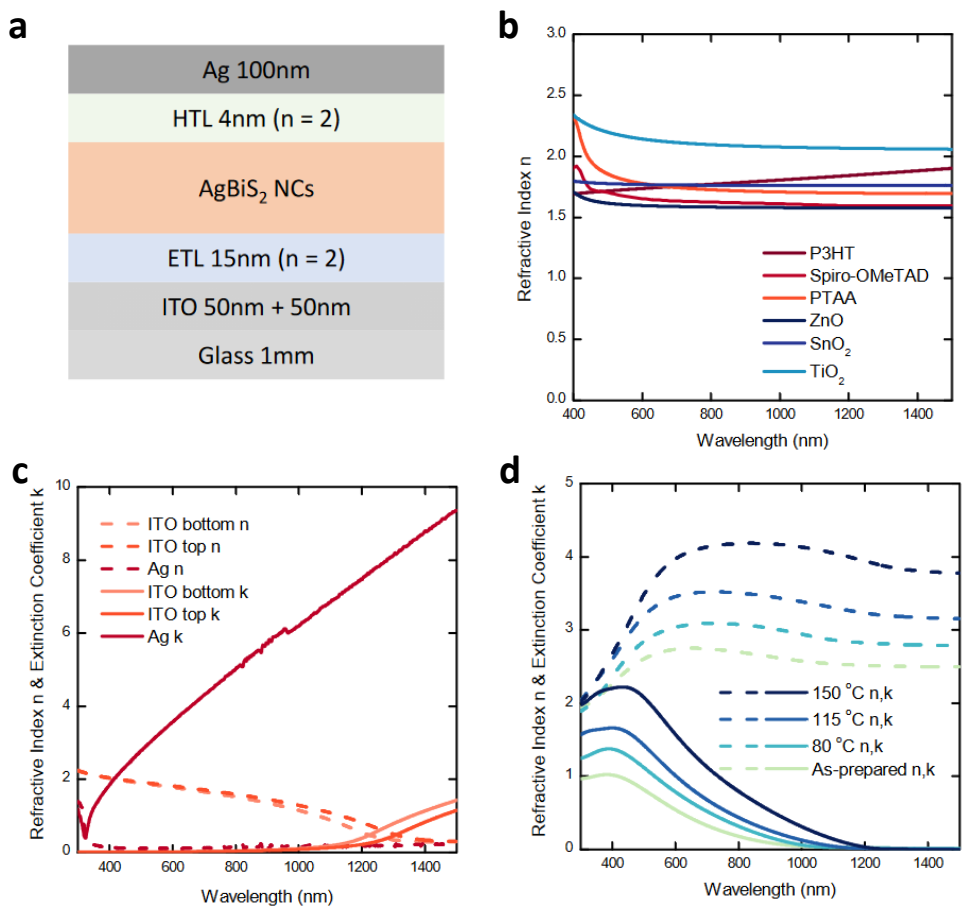 a
Ag 100nm
HTL 4nm (n = 2)
AgBiS₂ NCs
ETL 15nm (n = 2)
ITO 50nm + 50nm
Glass 1mm
b
3.0
2.5
2.0
1.5
1.0
0.5
0.0
Refractive Index n
P3HT
Spiro-OMeTAD
PTAA
ZnO
SnO₂
TiO₂
400 600 800 1000 1200 1400
Wavelength (nm)
c
10
8
6
4
2
0
Refractive Index n & Extinction Coefficient k
ITO bottom n
ITO top n
Ag n
ITO bottom k
ITO top k
Ag k
400 600 800 1000 1200 1400
Wavelength (nm)
d
5
4
3
2
1
0
Refractive Index n & Extinction Coefficient k
150 °C n,k
115 °C n,k
80 °C n,k
As-prepared n,k
400 600 800 1000 1200 1400
Wavelength (nm)